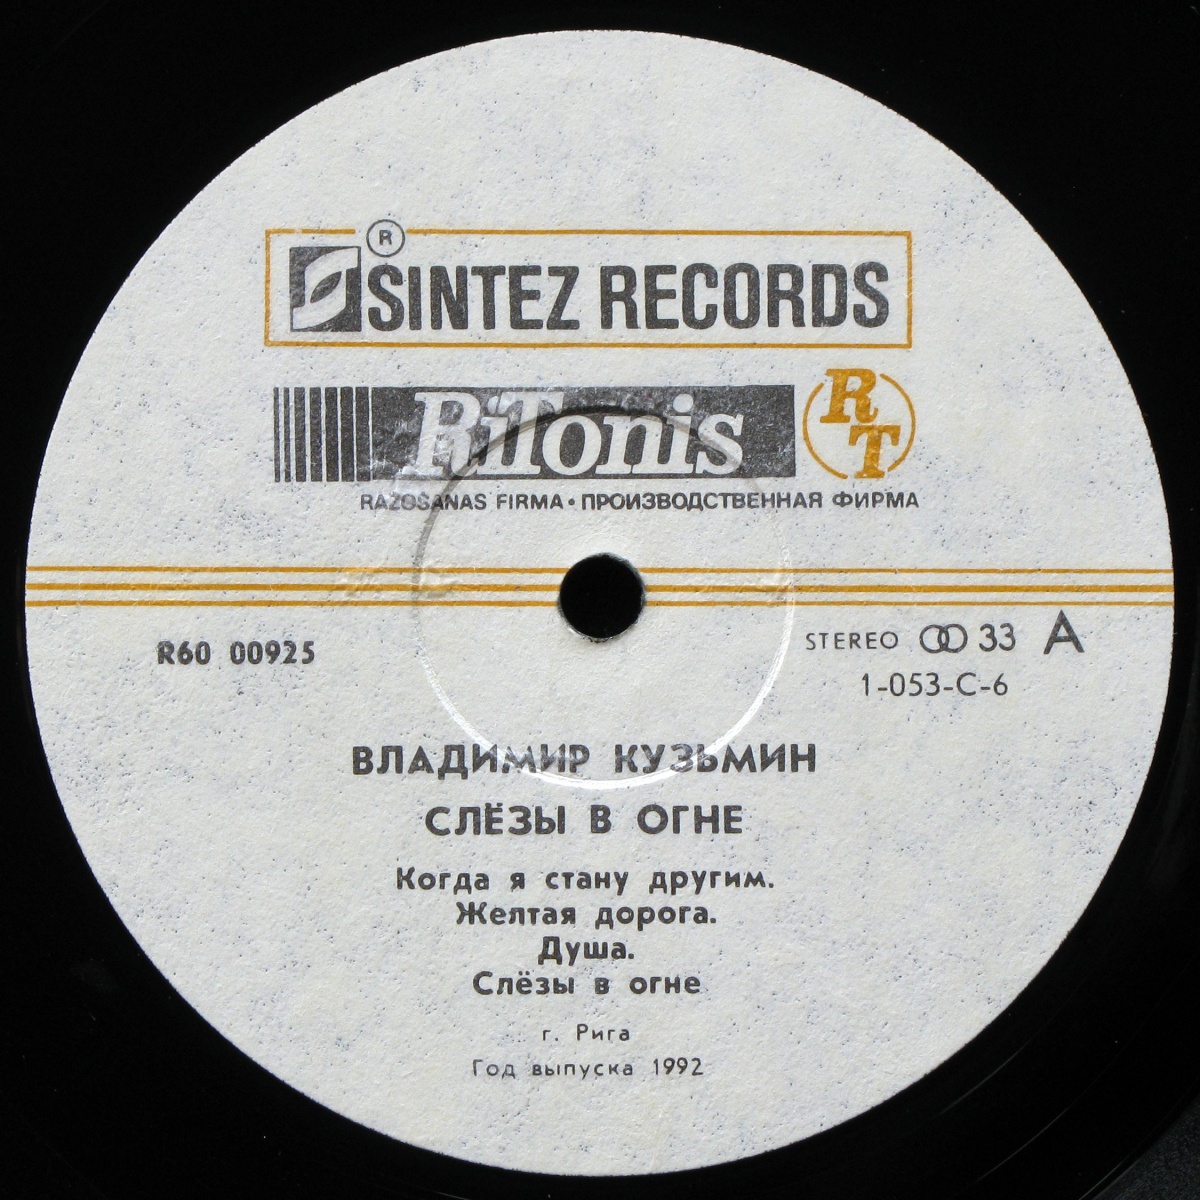 ®
SINTEZ RECORDS
RiTonis
RT
RAŽOŠANAS FIRMA • ПРОИЗВОДСТВЕННАЯ ФИРМА
R60 00925
STEREO 33 A
1-053-C-6
ВЛАДИМИР КУЗЬМИН
СЛЁЗЫ В ОГНЕ
Когда я стану другим.
Желтая дорога.
Душа.
Слёзы в огне
г. Рига
Год выпуска 1992